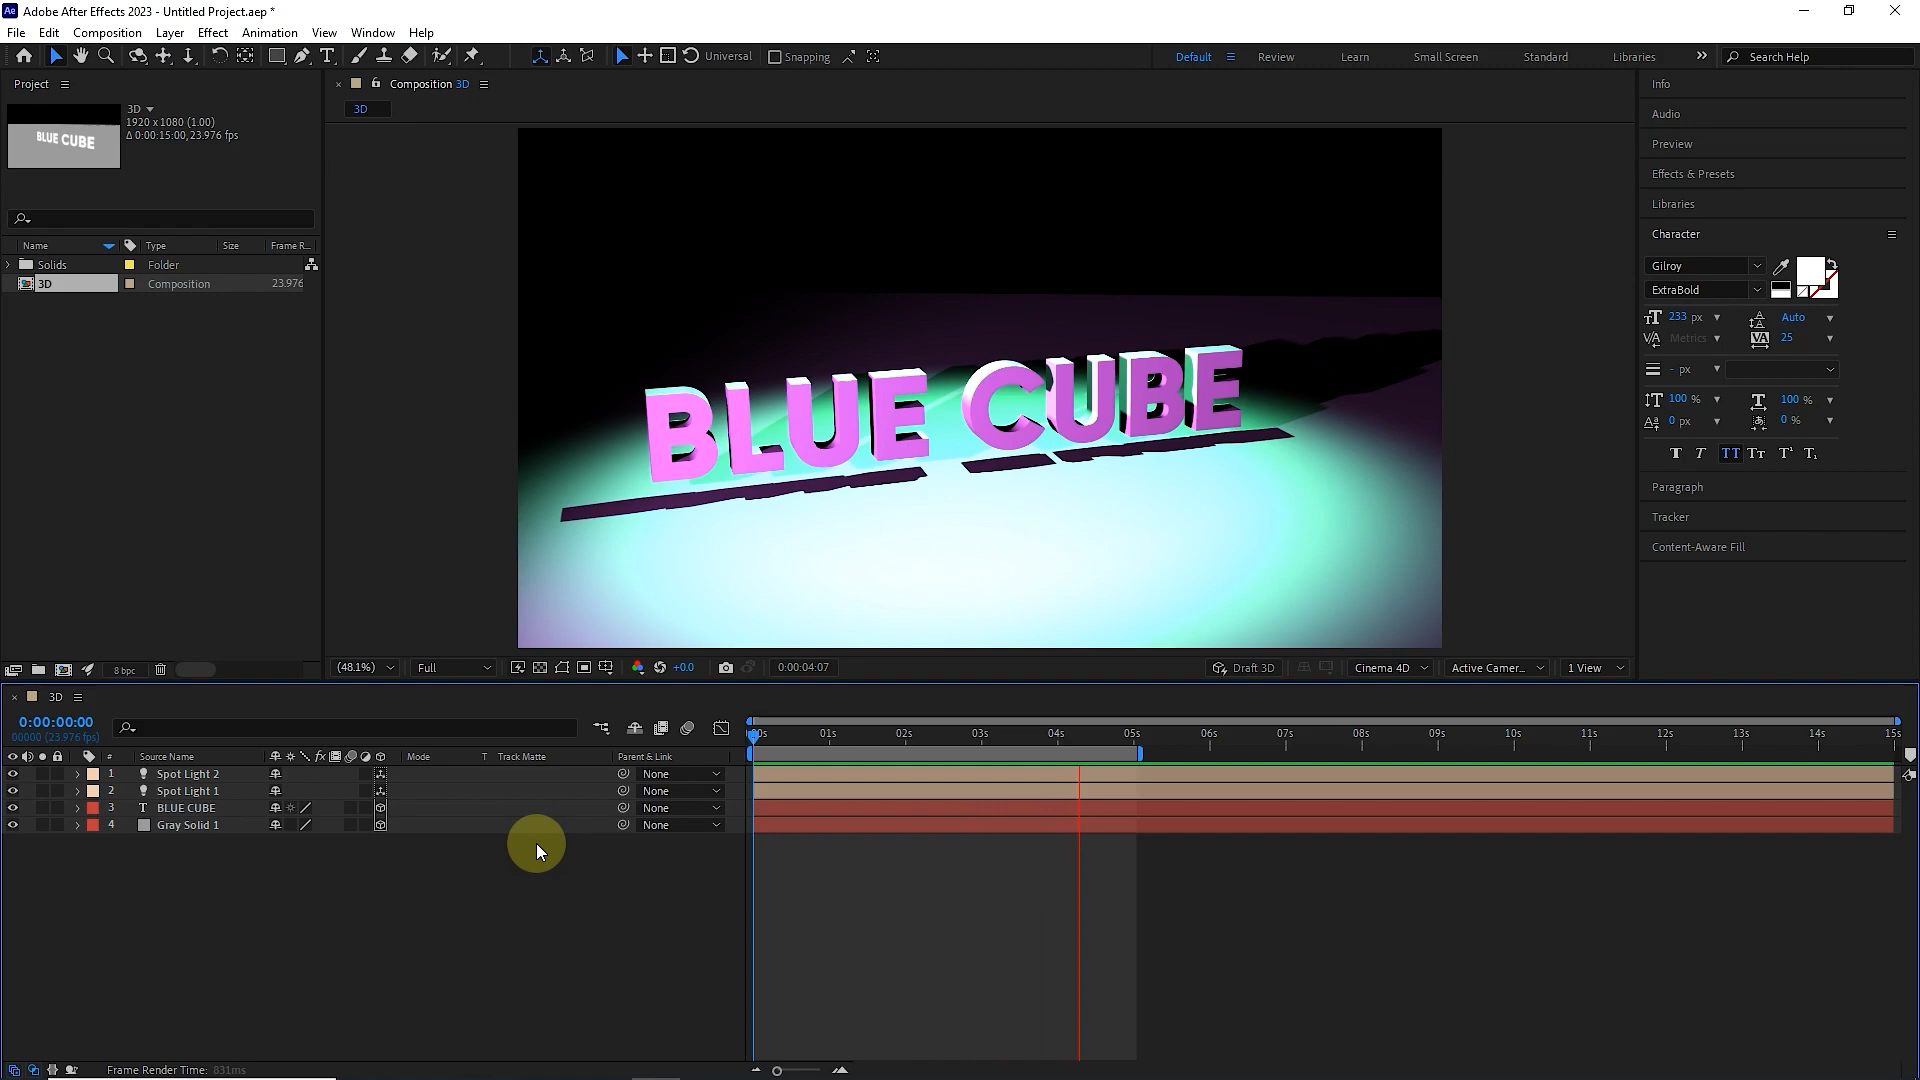 Ae Adobe After Effects 2023 - Untitled Project.aep *
File Edit Composition Layer Effect Animation View Window Help
Universal Snapping Default Review Learn Small Screen Standard Libraries Search Help
Project
3D
1920 x 1080 (1.00)
Δ 0:00:15:00, 23.976 fps
BLUE CUBE
Name Type Size Frame R...
Solids Folder
3D Composition 23.976
8 bpc
Composition 3D
3D
BLUE CUBE
(48.1%) Full +0.0 0:00:04:07 Draft 3D Cinema 4D Active Camer... 1 View
Info
Audio
Preview
Effects & Presets
Libraries
Character
Gilroy
ExtraBold
233 px Auto
Metrics 25
- px
100 % 100 %
0 px 0 %
T T TT Tт T¹ T₁
Paragraph
Tracker
Content-Aware Fill
3D
0:00:00:00
00000 (23.976 fps)
# Source Name fx Mode T Track Matte Parent & Link
1 Spot Light 2 None
2 Spot Light 1 None
3 T BLUE CUBE None
4 Gray Solid 1 None
01s 02s 03s 04s 05s 06s 07s 08s 09s 10s 11s 12s 13s 14s 15s
Frame Render Time: 831ms